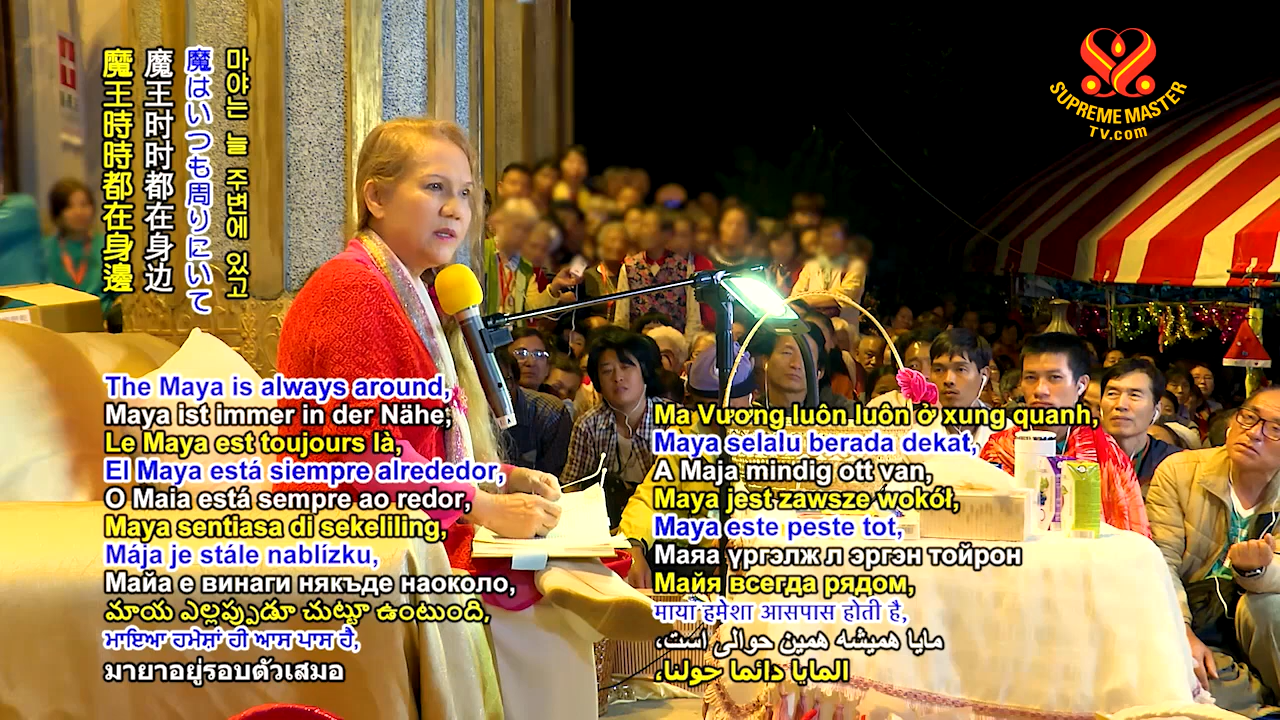 魔王時時都在身邊
魔王时时都在身边
魔はいつも周りにいて
마야는 늘 주변에 있고
SUPREME MASTER
TV.com
The Maya is always around,
Maya ist immer in der Nähe,
Le Maya est toujours là,
El Maya está siempre alrededor,
O Maia está sempre ao redor,
Maya sentiasa di sekeliling,
Mája je stále nablízku,
Майа е винаги някъде наоколо,
మాయ ఎల్లప్పుడూ చుట్టూ ఉంటుంది,
ਮਾਇਆ ਹਮੇਸ਼ਾਂ ਹੀ ਆਸ ਪਾਸ ਹੈ,
มายาอยู่รอบตัวเสมอ
Ma Vương luôn luôn ở xung quanh,
Maya selalu berada dekat,
A Maja mindig ott van,
Maya jest zawsze wokół,
Maya este peste tot,
Маяа үргэлж л эргэн тойрон
Майя всегда рядом,
माया हमेशा आसपास होती है,
مایا همیشه همین حوالی است،
المايا دائما حولنا،